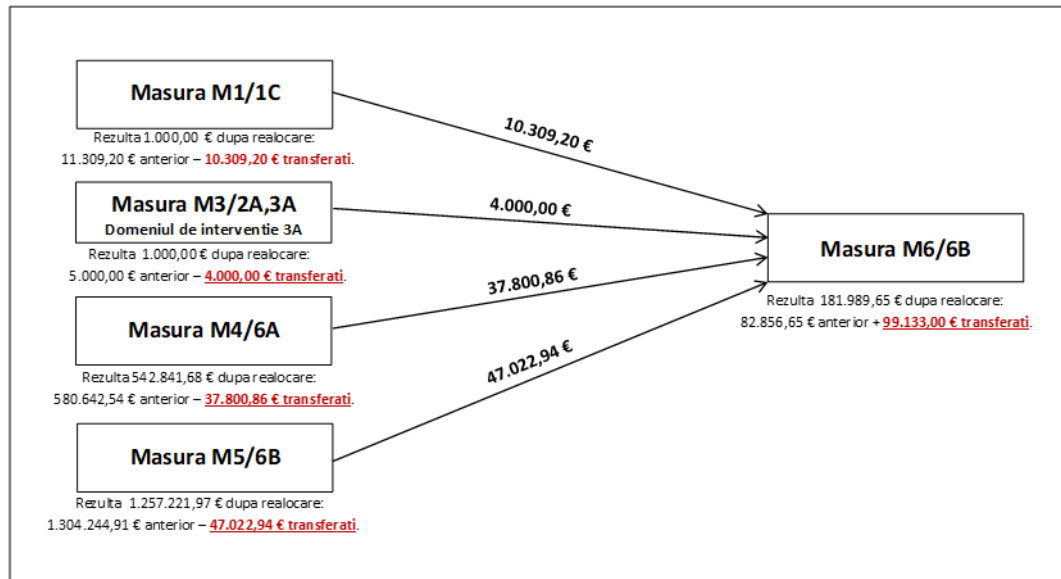 Masura M1/1C
Rezulta 1.000,00 € dupa realocare:
11.309,20 € anterior – 10.309,20 € transferati.
10.309,20 €
Masura M3/2A,3A
Domeniul de interventie 3A
Rezulta 1.000,00 € dupa realocare:
5.000,00 € anterior – 4.000,00 € transferati.
4.000,00 €
Masura M4/6A
Rezulta 542.841,68 € dupa realocare:
580.642,54 € anterior – 37.800,86 € transferati.
37.800,86 €
Masura M5/6B
Rezulta 1.257.221,97 € dupa realocare:
1.304.244,91 € anterior – 47.022,94 € transferati.
47.022,94 €
Masura M6/6B
Rezulta 181.989,65 € dupa realocare:
82.856,65 € anterior + 99.133,00 € transferati.